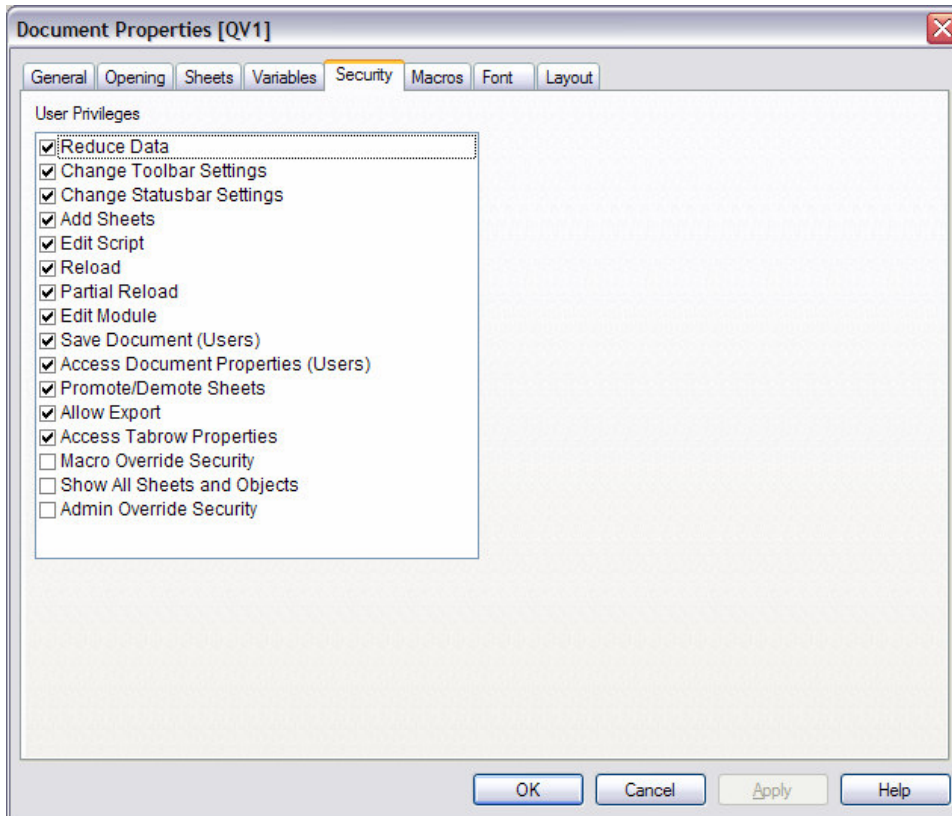 Document Properties [QV1]
General Opening Sheets Variables Security Macros Font Layout
User Privileges
Reduce Data
Change Toolbar Settings
Change Statusbar Settings
Add Sheets
Edit Script
Reload
Partial Reload
Edit Module
Save Document (Users)
Access Document Properties (Users)
Promote/Demote Sheets
Allow Export
Access Tabrow Properties
Macro Override Security
Show All Sheets and Objects
Admin Override Security
OK Cancel Apply Help